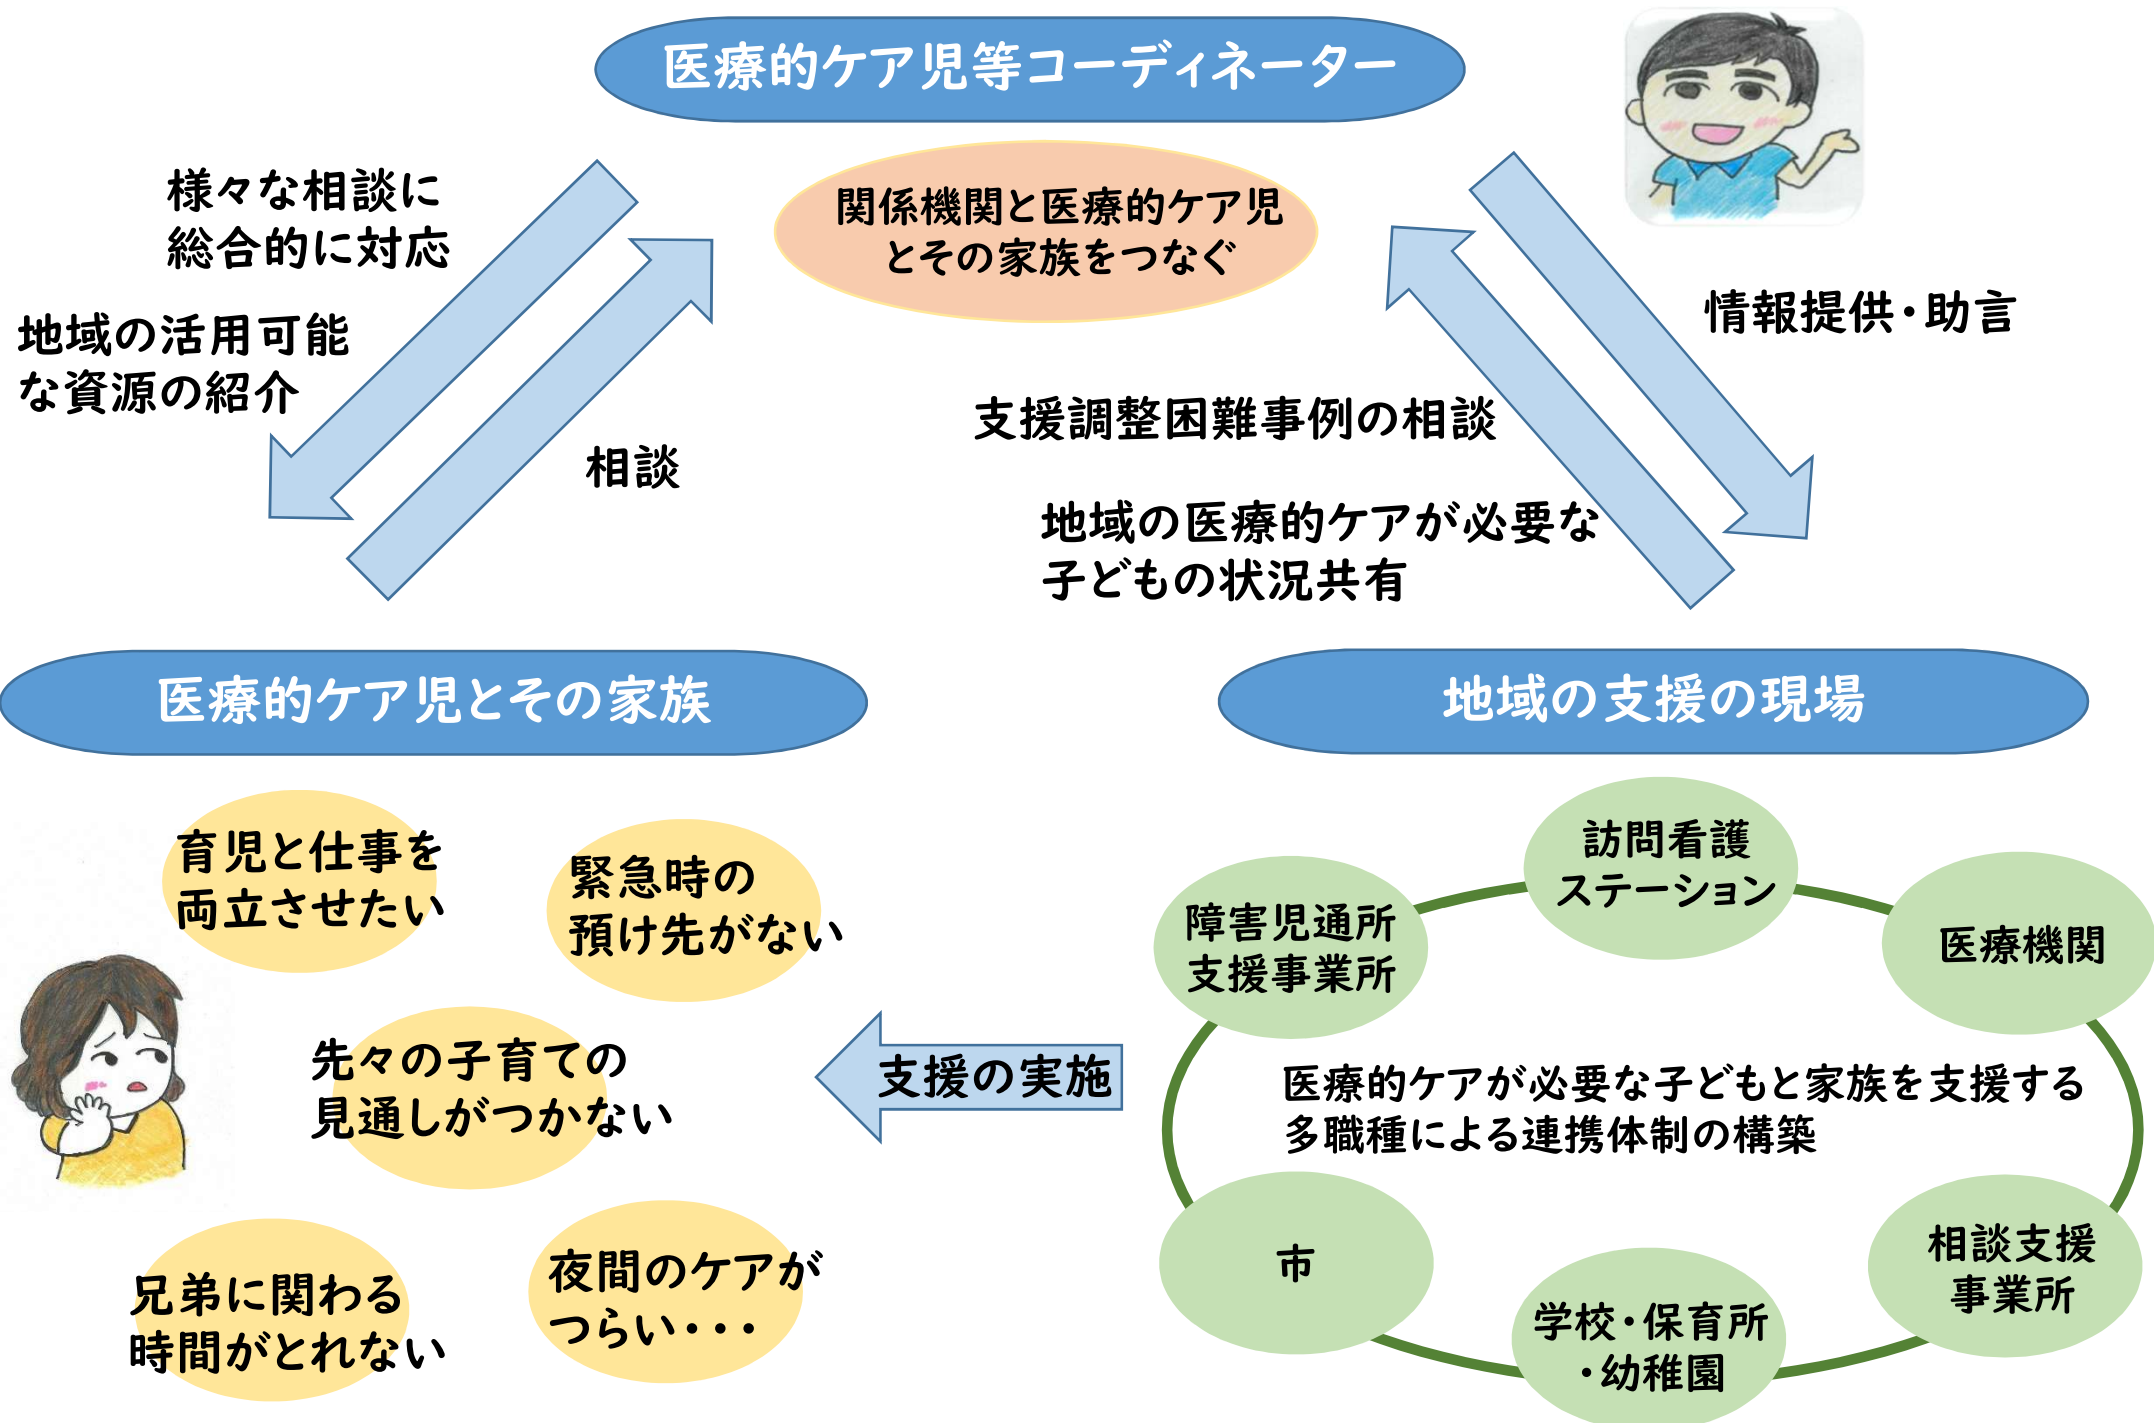 医療的ケア児等コーディネーター
関係機関と医療的ケア児
とその家族をつなぐ
様々な相談に
総合的に対応
地域の活用可能
な資源の紹介
相談
情報提供・助言
支援調整困難事例の相談
地域の医療的ケアが必要な
子どもの状況共有
医療的ケア児とその家族
育児と仕事を
両立させたい
緊急時の
預け先がない
先々の子育ての
見通しがつかない
兄弟に関わる
時間がとれない
夜間のケアが
つらい・・・
支援の実施
地域の支援の現場
訪問看護
ステーション
障害児通所
支援事業所
医療機関
医療的ケアが必要な子どもと家族を支援する
多職種による連携体制の構築
市
相談支援
事業所
学校・保育所
・幼稚園